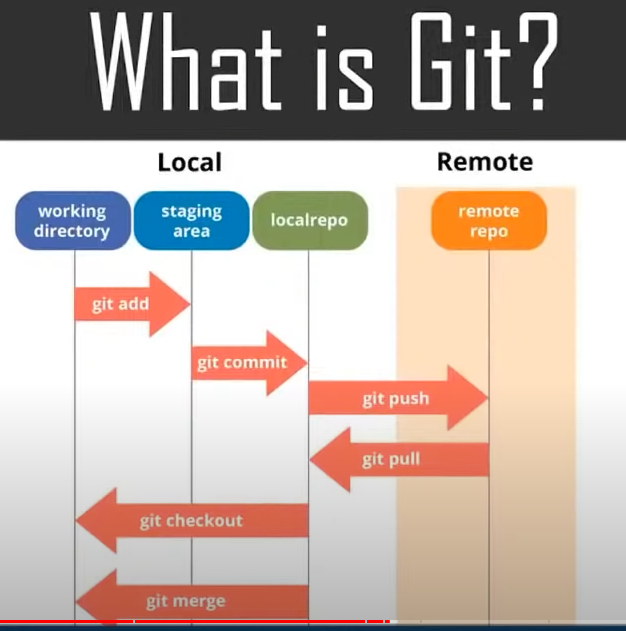 What is Git?
Local
Remote
working
directory
staging
area
localrepo
remote
repo
git add
git commit
git push
git pull
git checkout
git merge